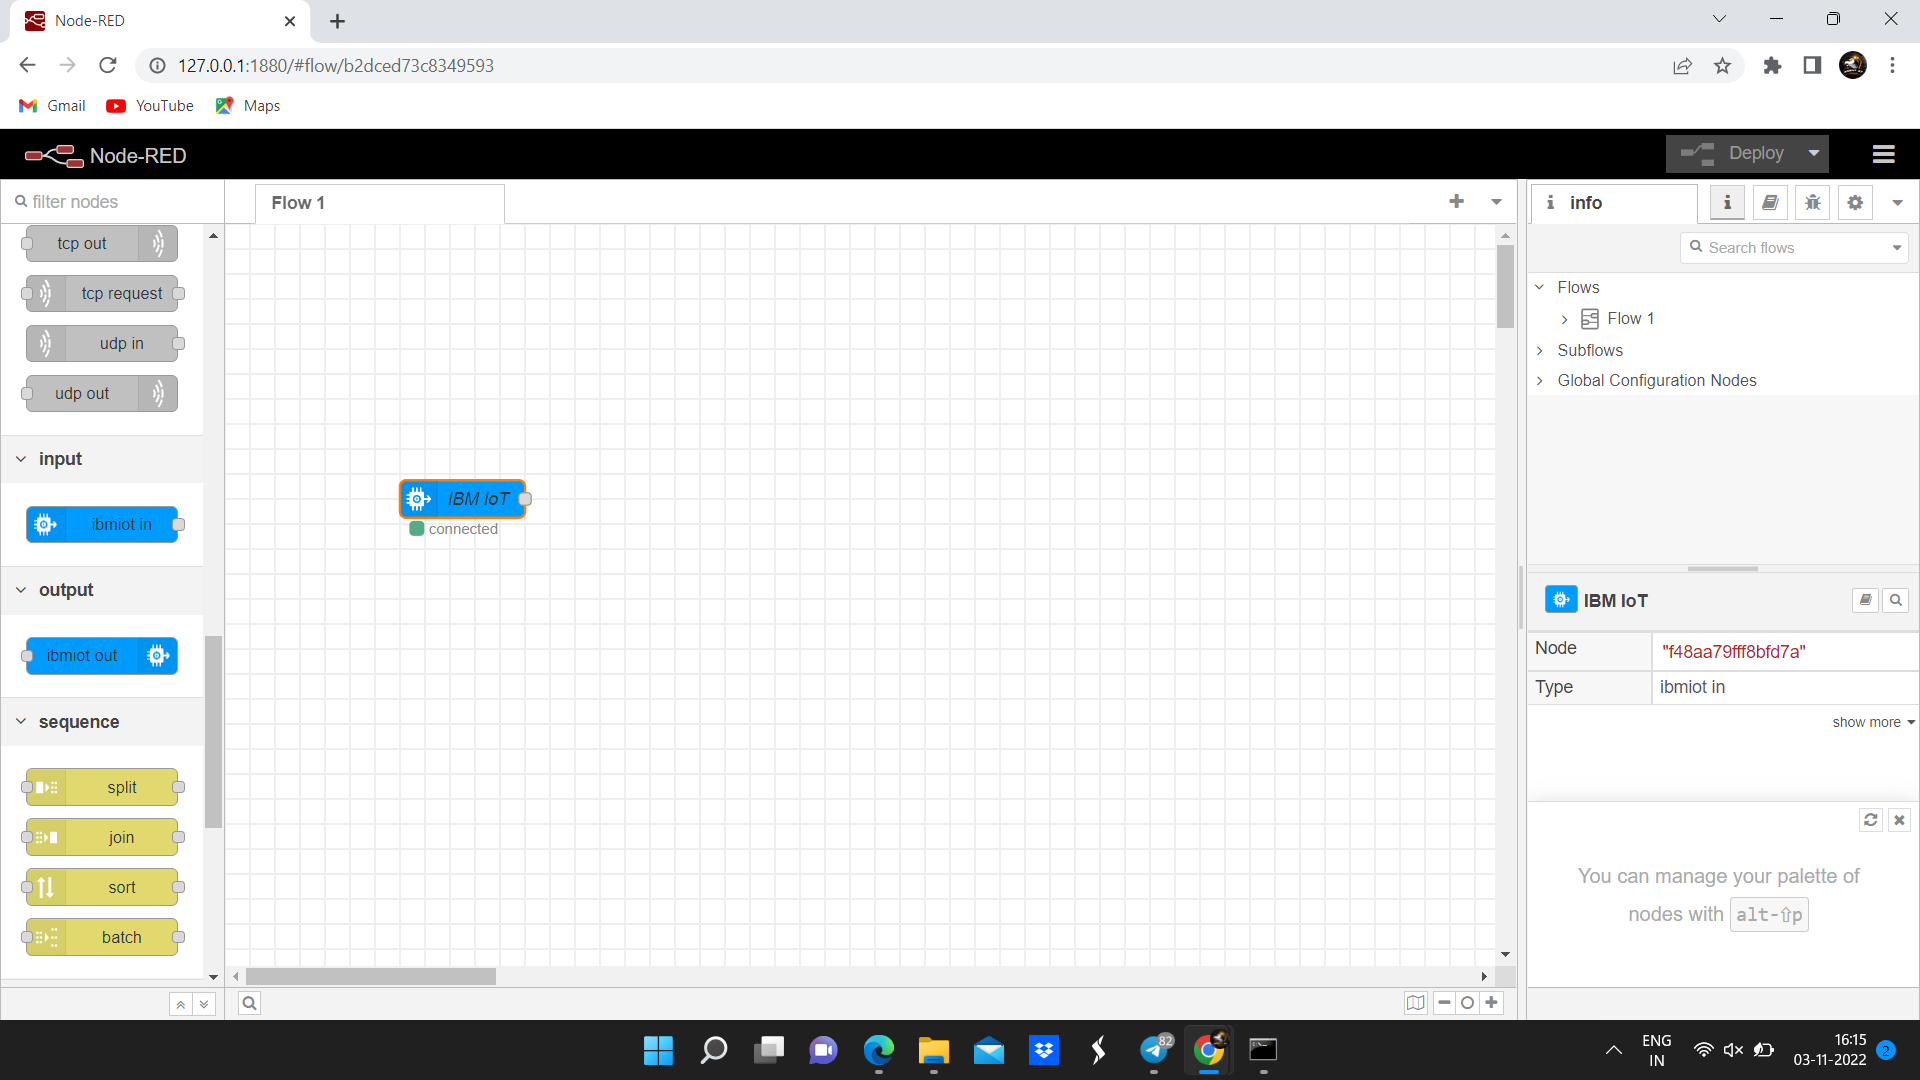 Node-RED
127.0.0.1:1880/#flow/b2dced73c8349593
Gmail YouTube Maps
Node-RED
Deploy
filter nodes
Flow 1
i info
i
Search flows
tcp out
tcp request
udp in
udp out
input
ibmiot in
output
ibmiot out
sequence
split
join
sort
batch
IBM IoT
connected
Flows
Flow 1
Subflows
Global Configuration Nodes
IBM IoT
Node "f48aa79fff8bfd7a"
Type ibmiot in
show more
You can manage your palette of
nodes with alt-⇧p
82
ENG
IN
16:15
03-11-2022
2